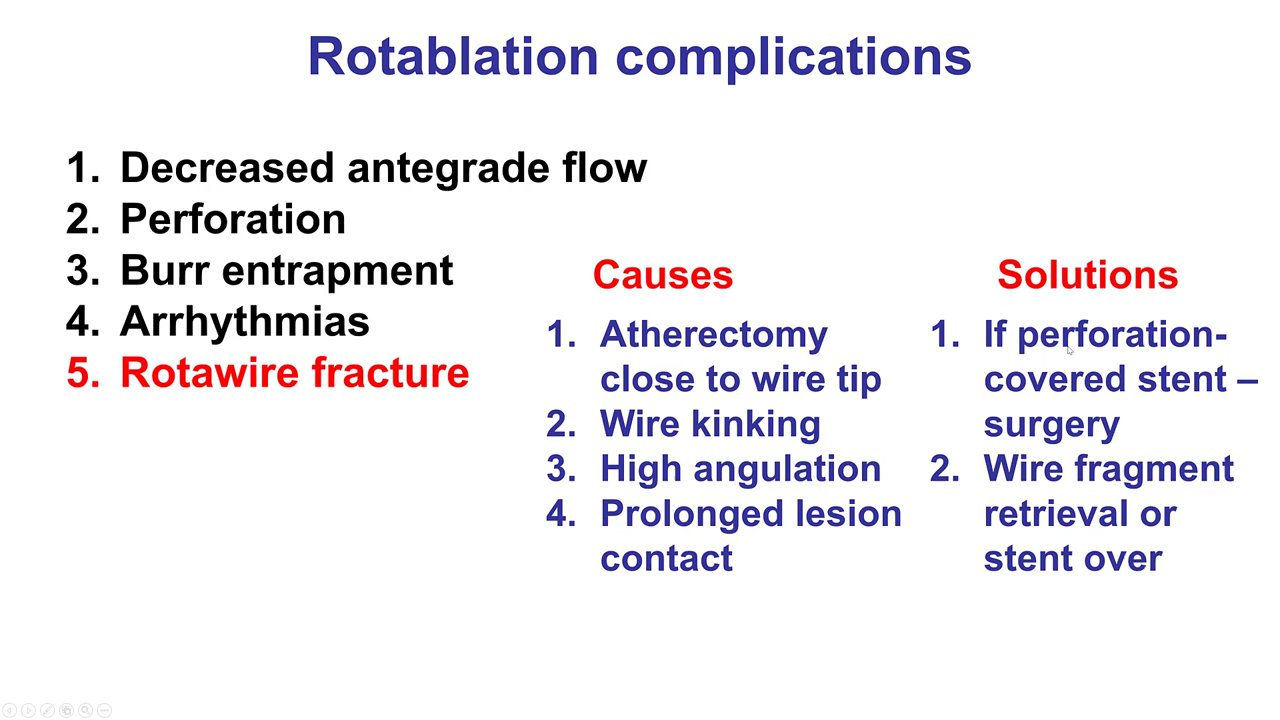 Rotablation complications
1. Decreased antegrade flow
2. Perforation
3. Burr entrapment
4. Arrhythmias
5. Rotawire fracture
Causes
1. Atherectomy
close to wire tip
2. Wire kinking
3. High angulation
4. Prolonged lesion
contact
Solutions
1. If perforation-
covered stent –
surgery
2. Wire fragment
retrieval or
stent over